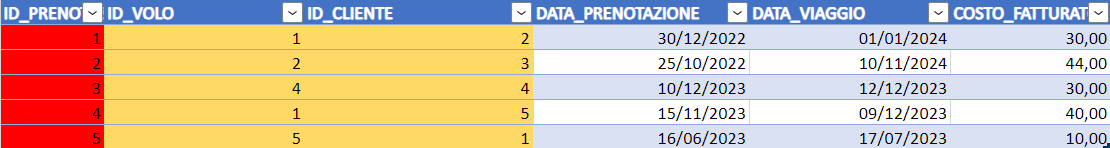 ID_PRENOT ID_VOLO ID_CLIENTE DATA_PRENOTAZIONE DATA_VIAGGIO COSTO_FATTURAT
1 1 2 30/12/2022 01/01/2024 30,00
2 2 3 25/10/2022 10/11/2024 44,00
3 4 4 10/12/2023 12/12/2023 30,00
4 1 5 15/11/2023 09/12/2023 40,00
5 5 1 16/06/2023 17/07/2023 10,00